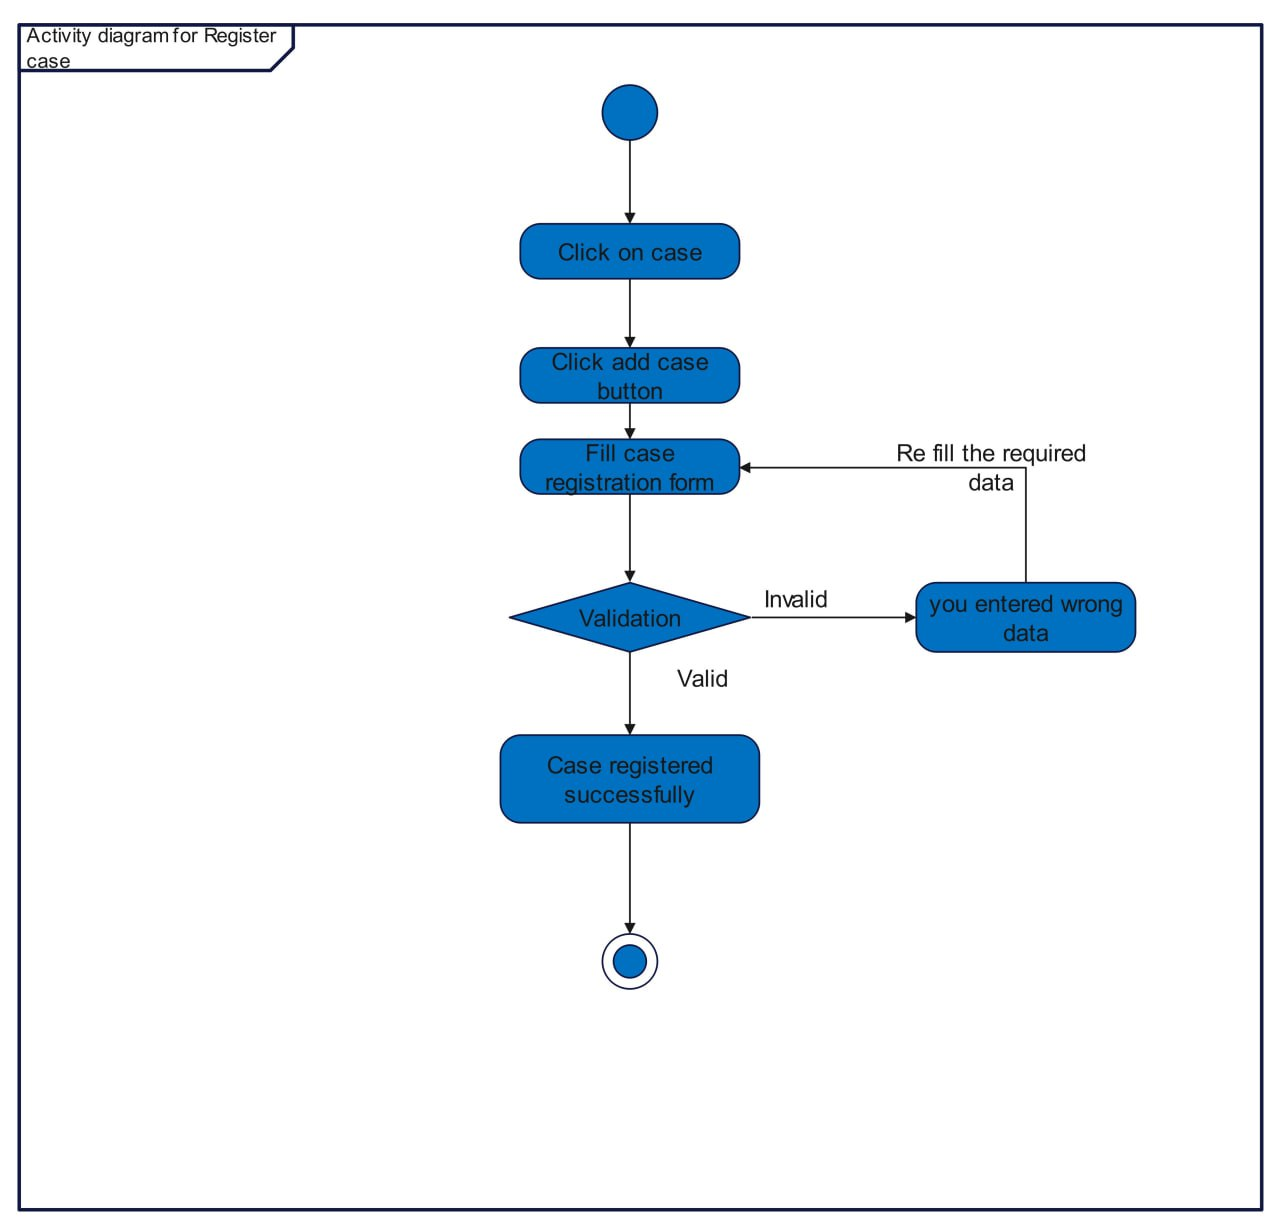 Activity diagram for Register
case
Click on case
Click add case
button
Fill case
registration form
Re fill the required
data
Validation
Invalid
you entered wrong
data
Valid
Case registered
successfully